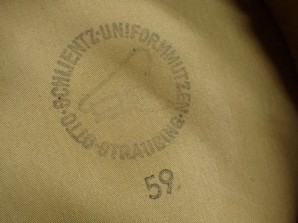 SCHLIENTZ·UNIFORMMÜTZEN
·OTTO·STRAUBING·
59